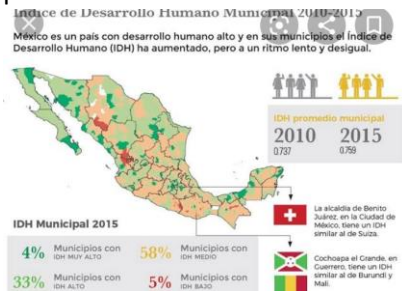 Índice de Desarrollo Humano Municipal 2010-2015
México es un país con desarrollo humano alto y en sus municipios el Índice de
Desarrollo Humano (IDH) ha aumentado, pero a un ritmo lento y desigual.
IDH promedio municipal
2010 2015
0.737 0.759
La alcaldía de Benito
Juárez, en la Ciudad de
México, tiene un IDH
similar al de Suiza.
IDH Municipal 2015
4% Municipios con
IDH MUY ALTO
58% Municipios con
IDH MEDIO
33% Municipios con
IDH ALTO
5% Municipios con
IDH BAJO
Cochoapa el Grande, en
Guerrero, tiene un IDH
similar al de Burundi y
Mali.